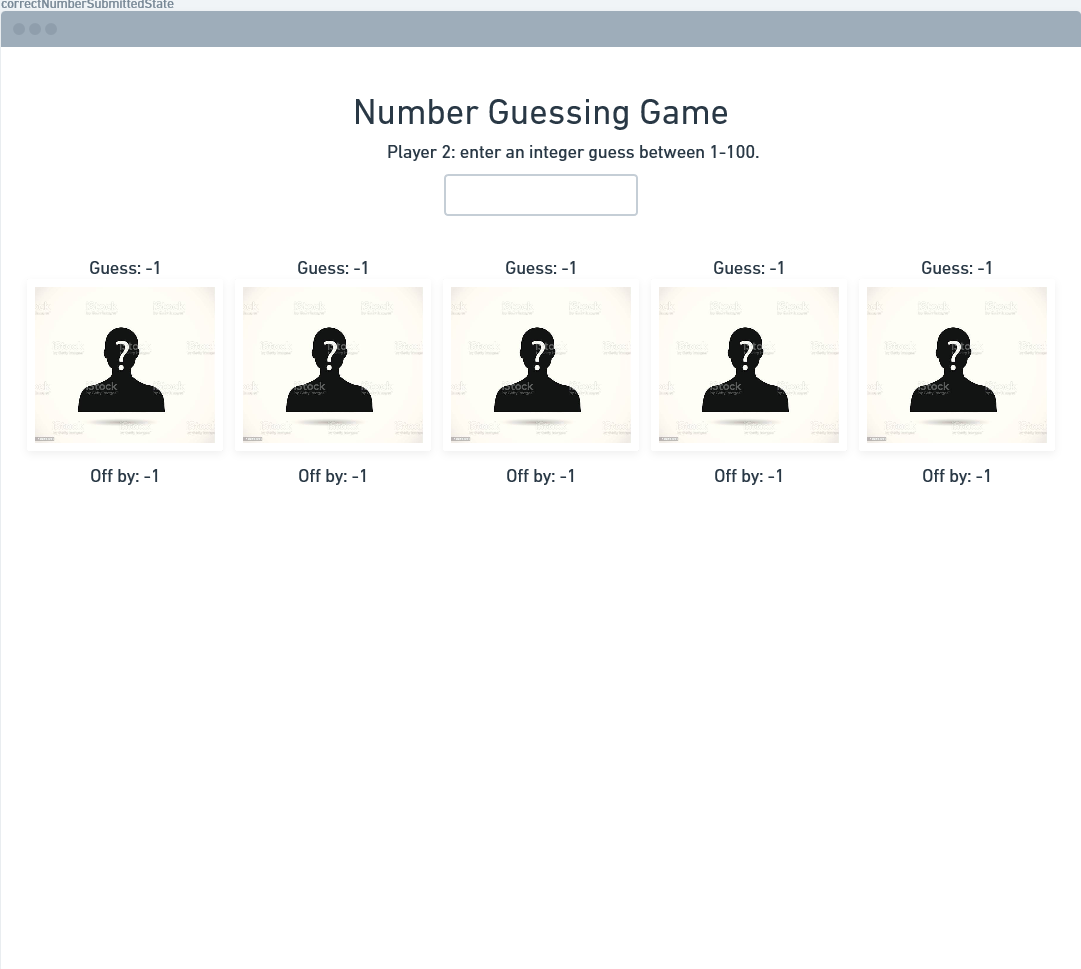 correctNumberSubmittedState
Number Guessing Game
Player 2: enter an integer guess between 1-100.
Guess: -1 Guess: -1 Guess: -1 Guess: -1 Guess: -1
? ? ? ? ?
iStock iStock iStock iStock iStock
Off by: -1 Off by: -1 Off by: -1 Off by: -1 Off by: -1